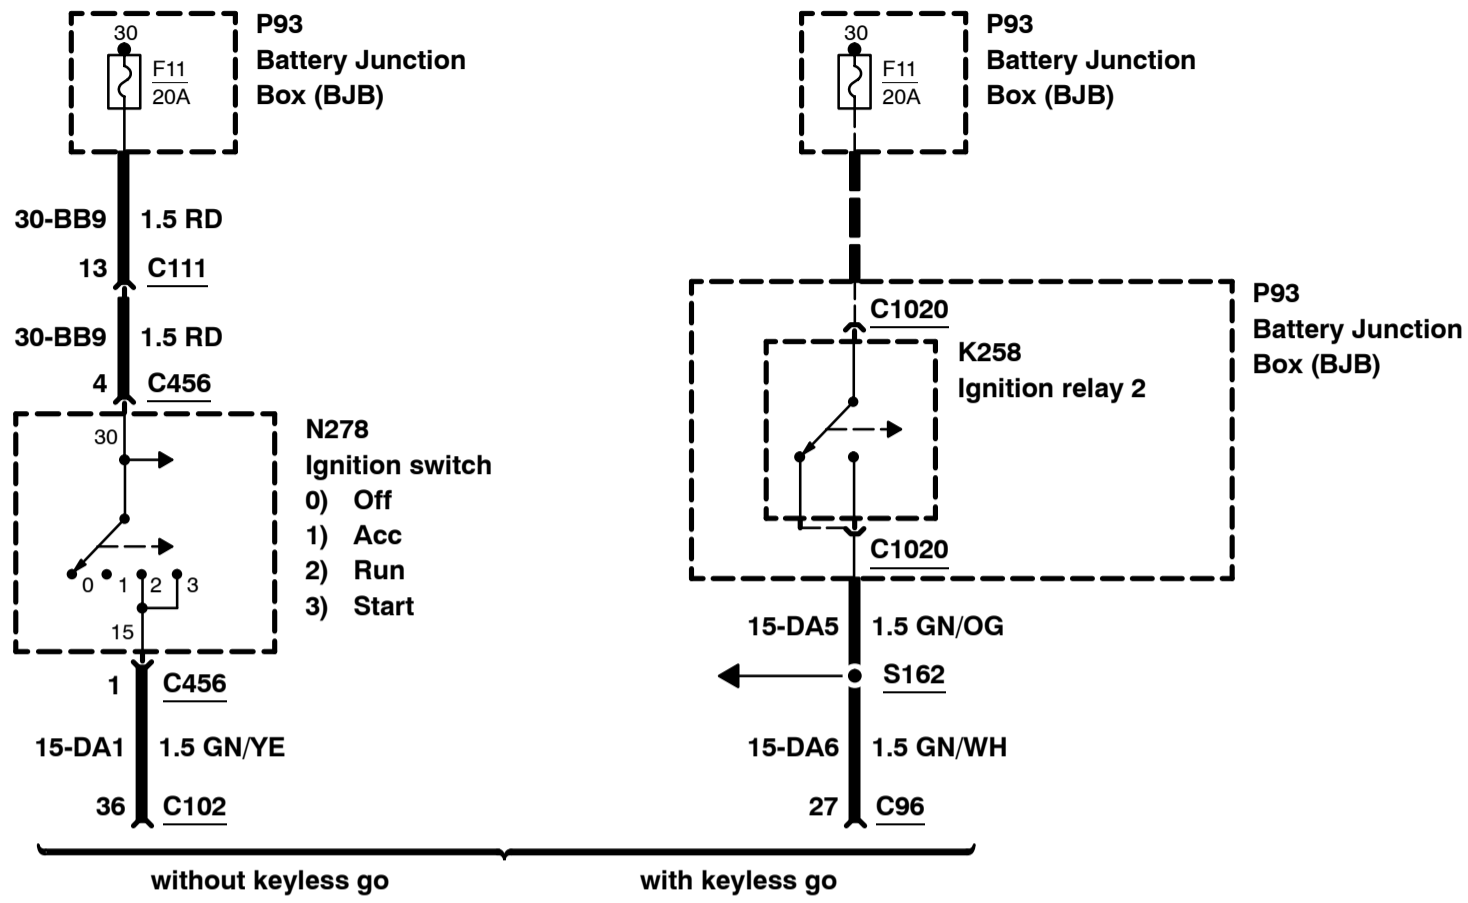 P93
30
Battery Junction
F11
20A
Box (BJB)
30-BB9 1.5 RD
13 C111
30-BB9 1.5 RD
4 C456
30
N278
Ignition switch
0) Off
1) Acc
2) Run
3) Start
0 1 2 3
15
1 C456
15-DA1 1.5 GN/YE
36 C102
without keyless go
P93
30
Battery Junction
F11
20A
Box (BJB)
P93
Battery Junction
Box (BJB)
C1020
K258
Ignition relay 2
C1020
15-DA5 1.5 GN/OG
S162
15-DA6 1.5 GN/WH
27 C96
with keyless go